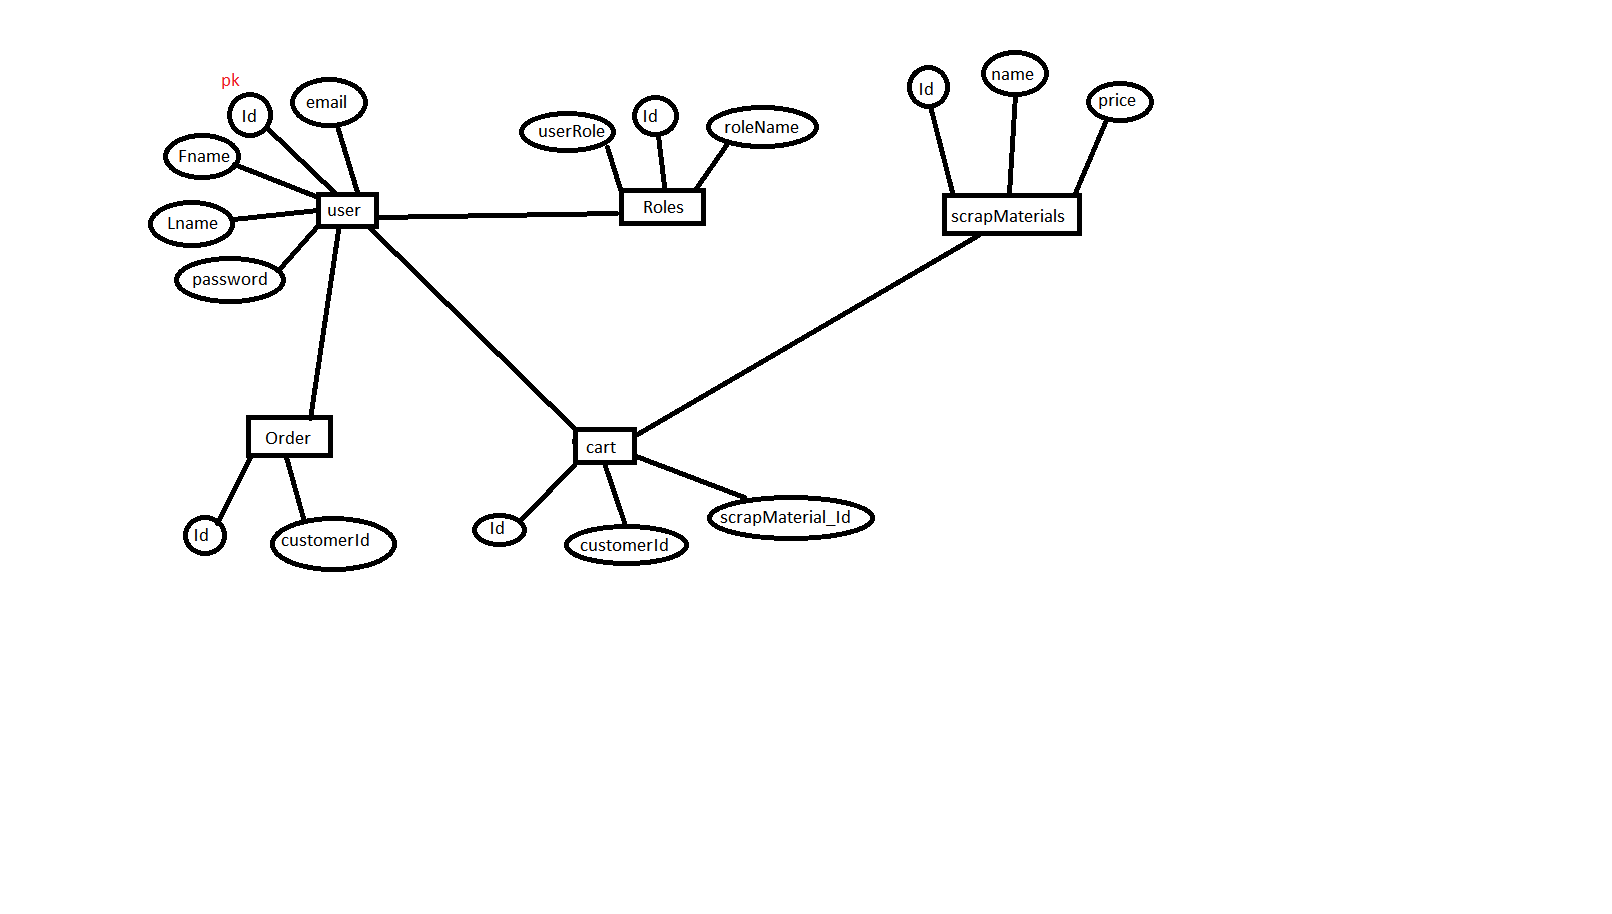 pk
Id
email
Fname
Lname
password
user
userRole
Id
roleName
Roles
Id
name
price
scrapMaterials
Order
Id
customerId
cart
Id
customerId
scrapMaterial_Id